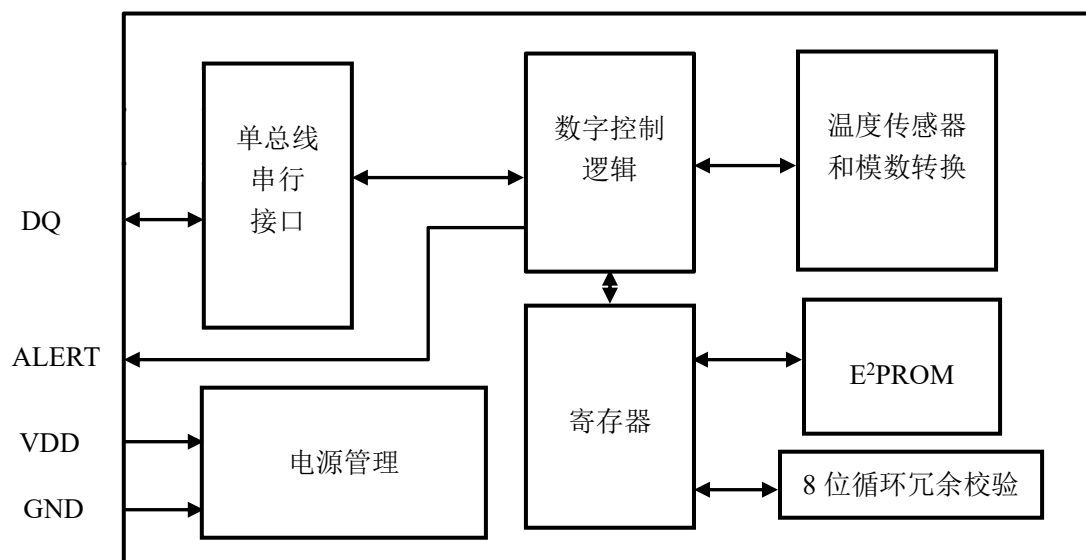 单总线
串行
接口
数字控制
逻辑
温度传感器
和模数转换
DQ
ALERT
E²PROM
VDD
电源管理
寄存器
GND
8 位循环冗余校验